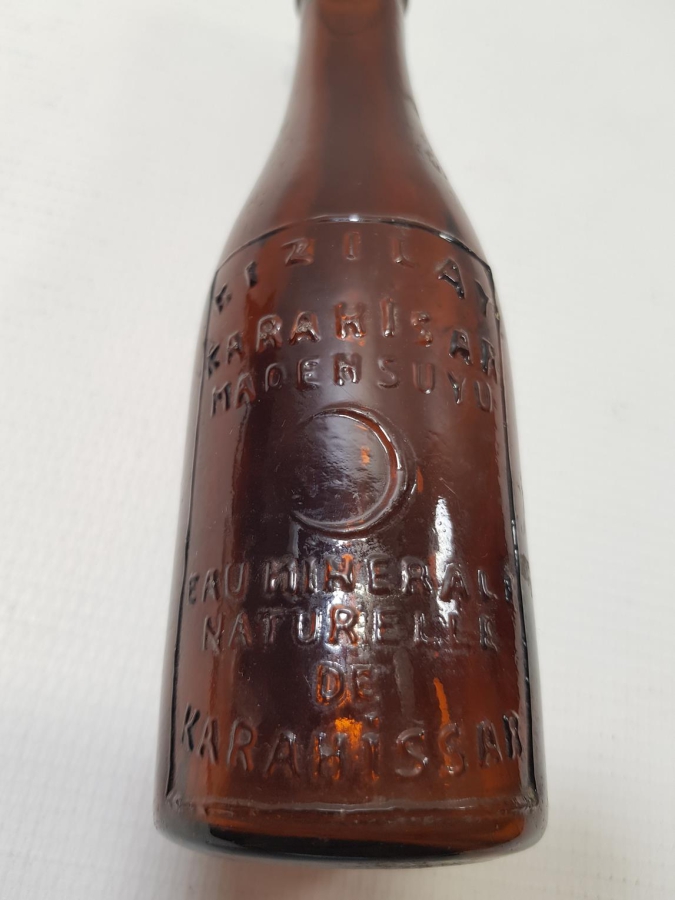 KIZILAY
KARAHİSAR
MADENSUYU
EAU MINERALE
NATURELLE
DE
KARAHİSSAR